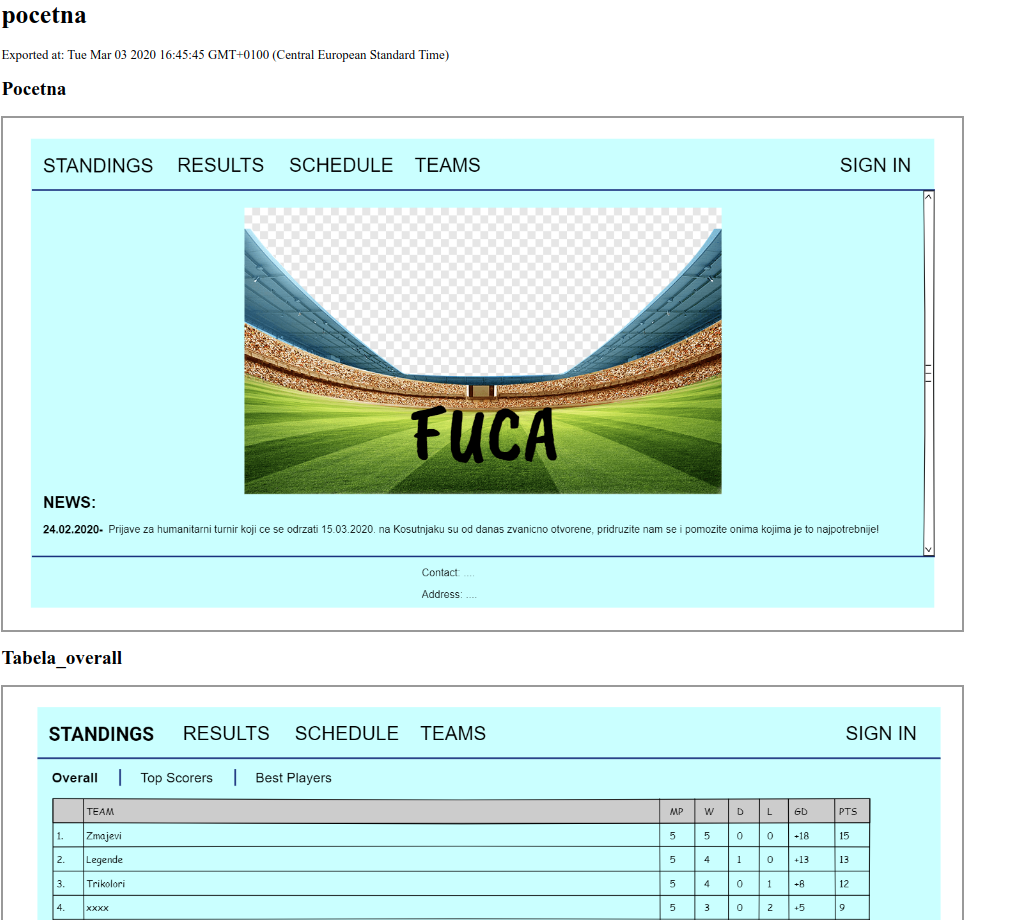 pocetna
Exported at: Tue Mar 03 2020 16:45:45 GMT+0100 (Central European Standard Time)
Pocetna
STANDINGS RESULTS SCHEDULE TEAMS SIGN IN
FUCA
NEWS:
24.02.2020- Prijave za humanitarni turnir koji ce se odrzati 15.03.2020. na Kosutnjaku su od danas zvanicno otvorene, pridruzite nam se i pomozite onima kojima je to najpotrebnije!
Contact: ....
Address: ....
Tabela_overall
STANDINGS RESULTS SCHEDULE TEAMS SIGN IN
Overall | Top Scorers | Best Players
TEAM MP W D L GD PTS
1. Zmajevi 5 5 0 0 +18 15
2. Legende 5 4 1 0 +13 13
3. Trikolori 5 4 0 1 +8 12
4. xxxx 5 3 0 2 +5 9